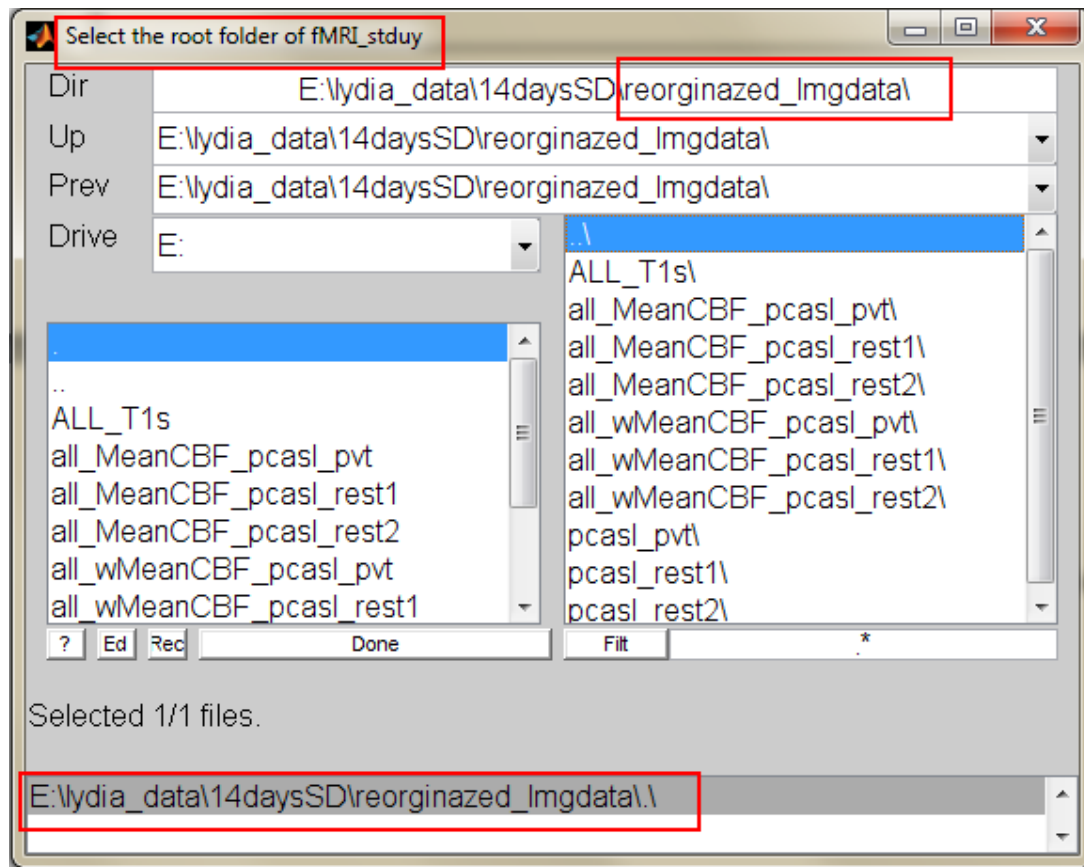 Select the root folder of fMRI_stduy
Dir E:\lydia_data\14daysSD\reorginazed_Imgdata\
Up E:\lydia_data\14daysSD\reorginazed_Imgdata\
Prev E:\lydia_data\14daysSD\reorginazed_Imgdata\
Drive E:
.
..
ALL_T1s
all_MeanCBF_pcasl_pvt
all_MeanCBF_pcasl_rest1
all_MeanCBF_pcasl_rest2
all_wMeanCBF_pcasl_pvt
all_wMeanCBF_pcasl_rest1
..\
ALL_T1s\
all_MeanCBF_pcasl_pvt\
all_MeanCBF_pcasl_rest1\
all_MeanCBF_pcasl_rest2\
all_wMeanCBF_pcasl_pvt\
all_wMeanCBF_pcasl_rest1\
all_wMeanCBF_pcasl_rest2\
pcasl_pvt\
pcasl_rest1\
pcasl_rest2\
? Ed Rec Done Filt .*
Selected 1/1 files.
E:\lydia_data\14daysSD\reorginazed_Imgdata\.\